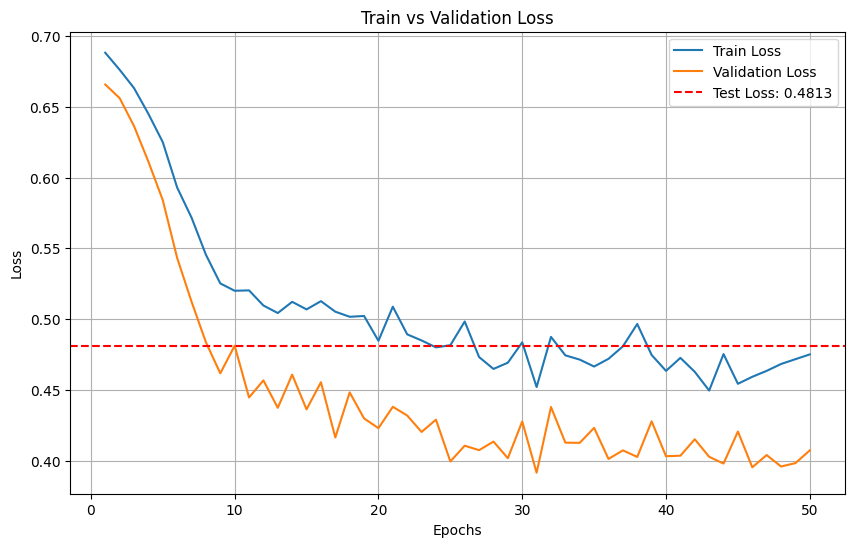 Train vs Validation Loss
Train Loss
Validation Loss
Test Loss: 0.4813
Loss
0.70
0.65
0.60
0.55
0.50
0.45
0.40
0
10
20
30
40
50
Epochs